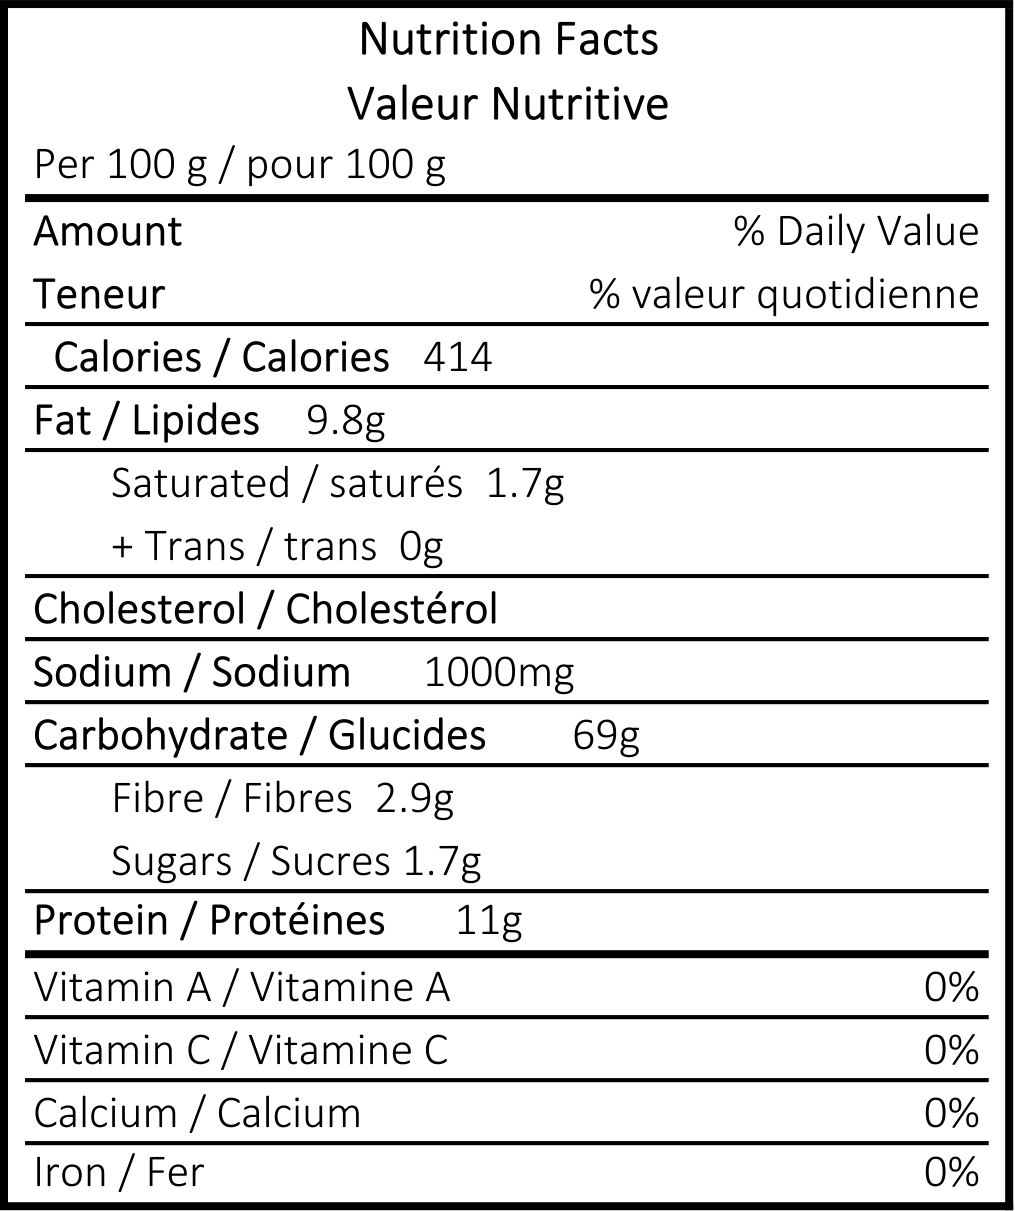 Nutrition Facts
Valeur Nutritive
Per 100 g / pour 100 g
Amount % Daily Value
Teneur % valeur quotidienne
Calories / Calories 414
Fat / Lipides 9.8g
Saturated / saturés 1.7g
+ Trans / trans 0g
Cholesterol / Cholestérol
Sodium / Sodium 1000mg
Carbohydrate / Glucides 69g
Fibre / Fibres 2.9g
Sugars / Sucres 1.7g
Protein / Protéines 11g
Vitamin A / Vitamine A 0%
Vitamin C / Vitamine C 0%
Calcium / Calcium 0%
Iron / Fer 0%